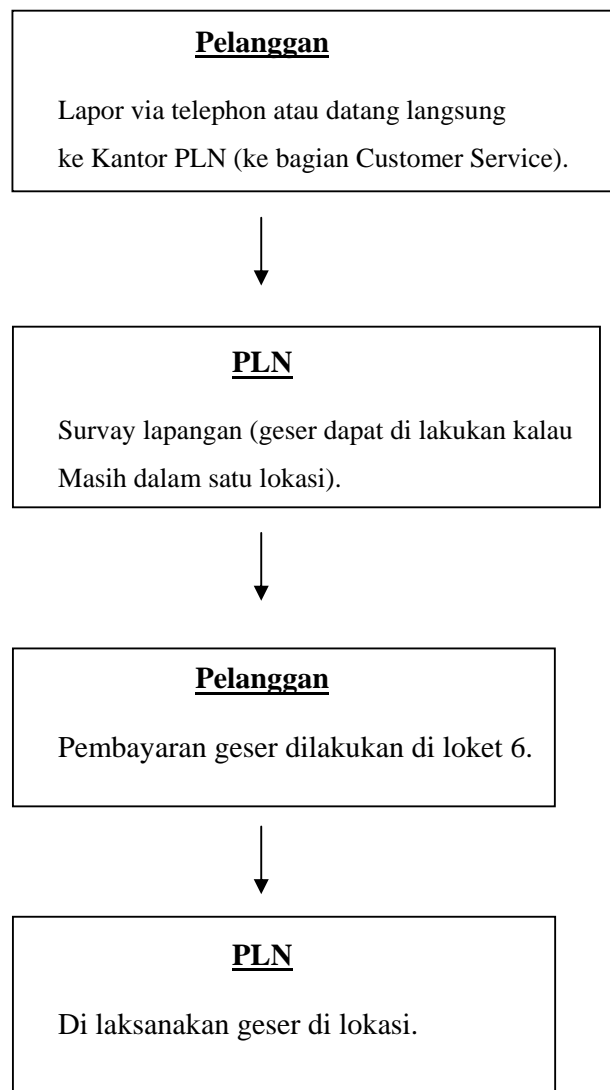 Pelanggan
Lapor via telephon atau datang langsung
ke Kantor PLN (ke bagian Customer Service).
PLN
Survay lapangan (geser dapat di lakukan kalau
Masih dalam satu lokasi).
Pelanggan
Pembayaran geser dilakukan di loket 6.
PLN
Di laksanakan geser di lokasi.